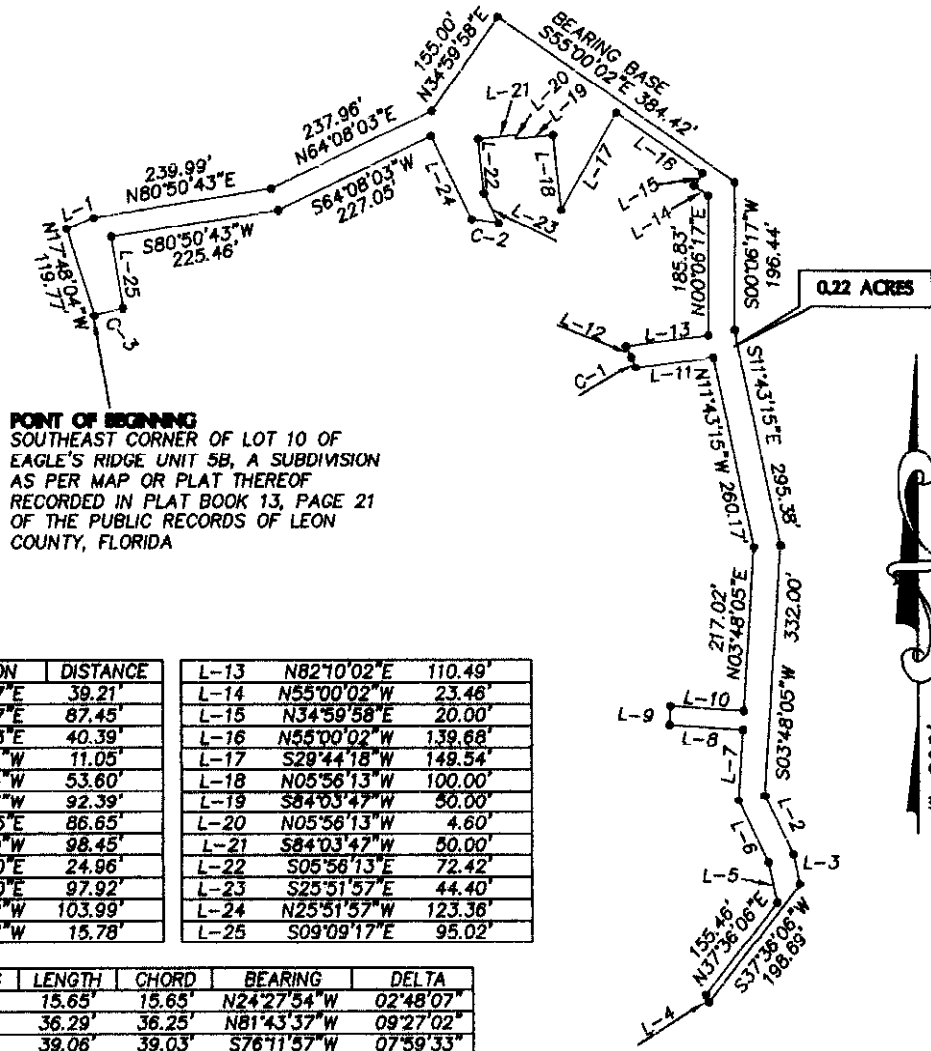 BEARING BASE
S55°00'02"E 384.42'
155.00'
N34°59'58"E
237.96'
N64°08'03"E
239.99'
N80°50'43"E
L-1
N17°48'04"W
119.77'
S80°50'43"W
225.46'
S64°08'03"W
227.05'
L-25
C-3
L-24
C-2
L-23
L-22
L-21
L-20
L-19
L-18
L-17
L-16
L-15
L-14
N00°06'17"E
185.83'
S00°06'17"W
196.44'
0.22 ACRES
L-12
L-13
C-1
L-11
N11°43'15"W 260.17'
S11°43'15"E 295.38'
POINT OF BEGINNING
SOUTHEAST CORNER OF LOT 10 OF
EAGLE'S RIDGE UNIT 5B, A SUBDIVISION
AS PER MAP OR PLAT THEREOF
RECORDED IN PLAT BOOK 13, PAGE 21
OF THE PUBLIC RECORDS OF LEON
COUNTY, FLORIDA
217.02'
N03°48'05"E
S03°48'05"W 332.00'
L-10
L-9
L-8
L-7
L-2
L-6
L-3
L-5
155.46'
N37°36'06"E
S37°36'06"W
198.69'
L-4
ON DISTANCE
7"E 39.21'
7"E 87.45'
"E 40.39'
"W 11.05'
"W 53.60'
"W 92.39'
"E 86.65'
"W 98.45'
0"E 24.96'
0"E 97.92'
"W 103.99'
"W 15.78'
L-13 N82°10'02"E 110.49'
L-14 N55°00'02"W 23.46'
L-15 N34°59'58"E 20.00'
L-16 N55°00'02"W 139.68'
L-17 S29°44'18"W 149.54'
L-18 N05°56'13"W 100.00'
L-19 S84°03'47"W 50.00'
L-20 N05°56'13"W 4.60'
L-21 S84°03'47"W 50.00'
L-22 S05°56'13"E 72.42'
L-23 S25°51'57"E 44.40'
L-24 N25°51'57"W 123.36'
L-25 S09°09'17"E 95.02'
LENGTH CHORD BEARING DELTA
15.65' 15.65' N24°27'54"W 02°48'07"
36.29' 36.25' N81°43'37"W 09°27'02"
39.06' 39.03' S76°11'57"W 07°59'33"